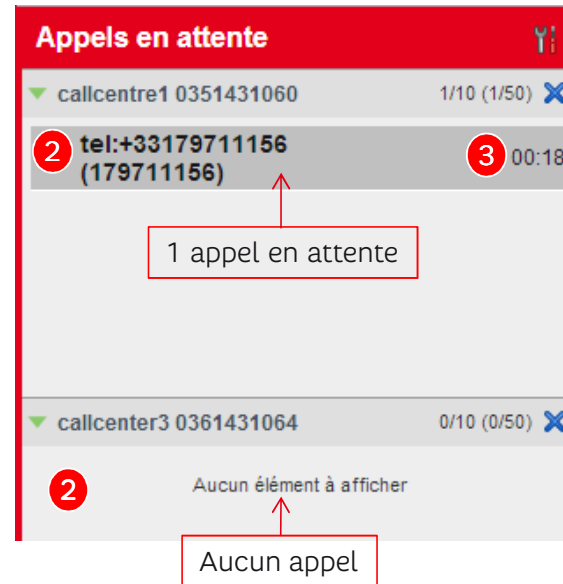 Appels en attente
callcentre1 0351431060 1/10 (1/50)
2 tel:+33179711156 3 00:18
(179711156)
1 appel en attente
callcenter3 0361431064 0/10 (0/50)
2 Aucun élément à afficher
Aucun appel